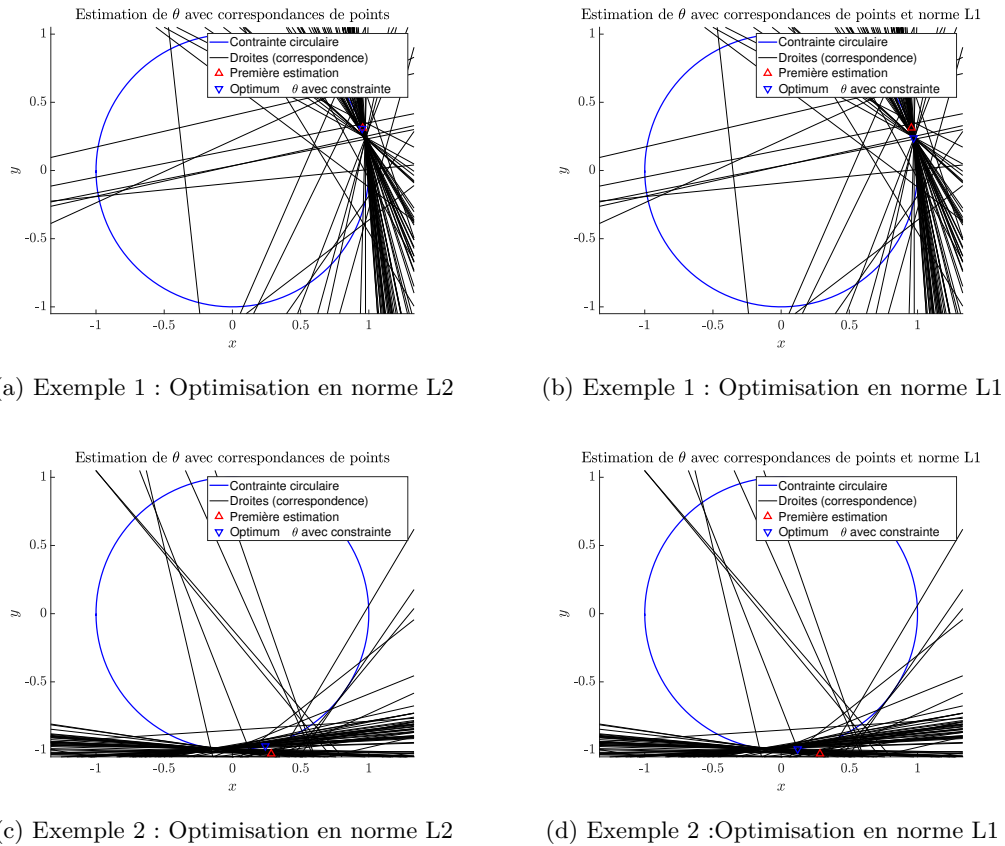 Estimation de θ avec correspondances de points
Contrainte circulaire
Droites (correspondence)
Première estimation
Optimum θ avec constrainte
1
0.5
0
-0.5
-1
y
-1 -0.5 0 0.5 1
x
Estimation de θ avec correspondances de points et norme L1
Contrainte circulaire
Droites (correspondence)
Première estimation
Optimum θ avec constrainte
1
0.5
0
-0.5
-1
y
-1 -0.5 0 0.5 1
x
a) Exemple 1 : Optimisation en norme L2
(b) Exemple 1 : Optimisation en norme L1
Estimation de θ avec correspondances de points
Contrainte circulaire
Droites (correspondence)
Première estimation
Optimum θ avec constrainte
1
0.5
0
-0.5
-1
y
-1 -0.5 0 0.5 1
x
Estimation de θ avec correspondances de points et norme L1
Contrainte circulaire
Droites (correspondence)
Première estimation
Optimum θ avec constrainte
1
0.5
0
-0.5
-1
y
-1 -0.5 0 0.5 1
x
c) Exemple 2 : Optimisation en norme L2
(d) Exemple 2 :Optimisation en norme L1